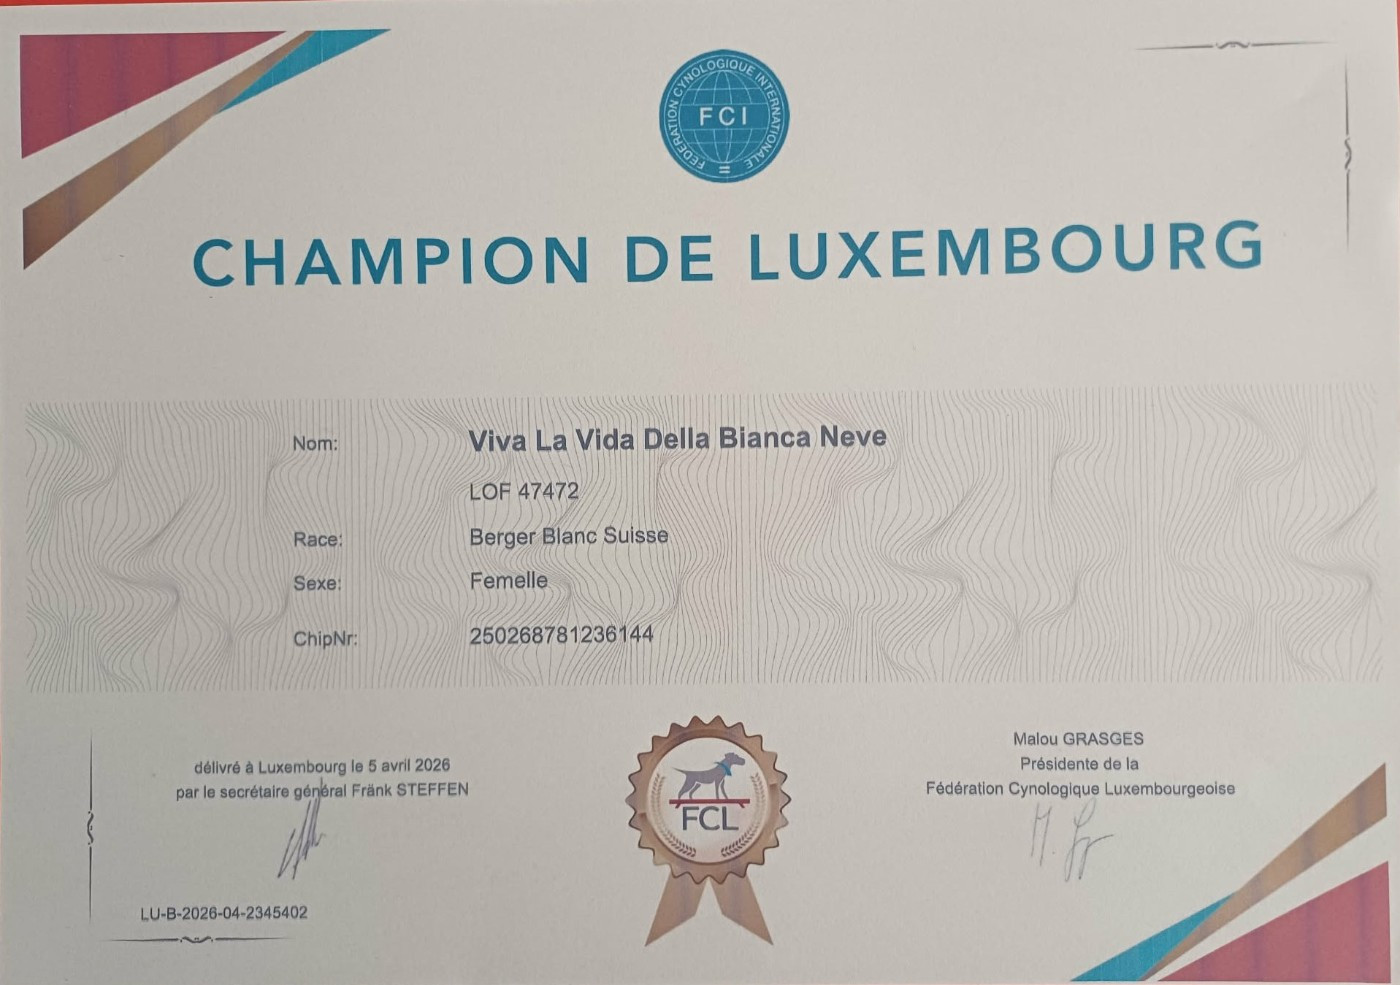 FEDERATION CYNOLOGIQUE INTERNATIONALE
FCI
CHAMPION DE LUXEMBOURG
Nom: Viva La Vida Della Bianca Neve
LOF 47472
Race: Berger Blanc Suisse
Sexe: Femelle
ChipNr: 250268781236144
délivré à Luxembourg le 5 avril 2026
par le secrétaire général Fränk STEFFEN
LU-B-2026-04-2345402
FCL
Malou GRASGES
Présidente de la
Fédération Cynologique Luxembourgeoise